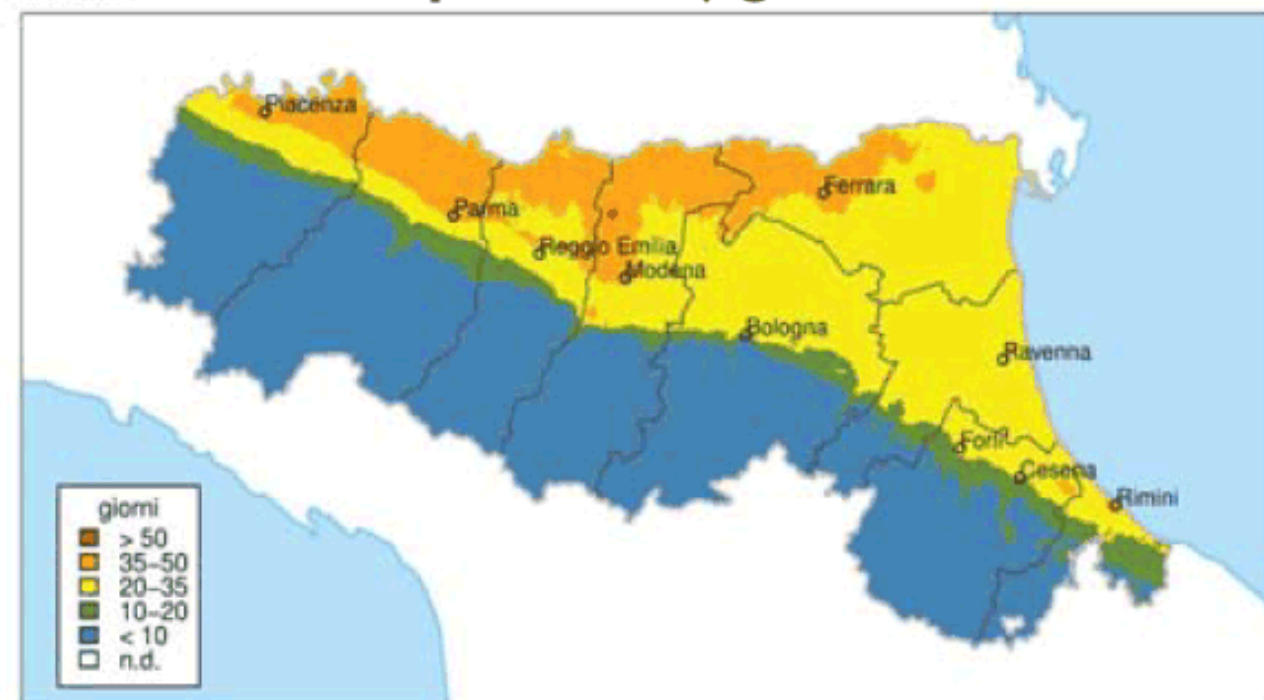 Piacenza
Parma
Reggio Emilia
Modena
Ferrara
Bologna
Ravenna
Forlì
Cesena
Rimini
giorni
> 50
35-50
20-35
10-20
< 10
n.d.